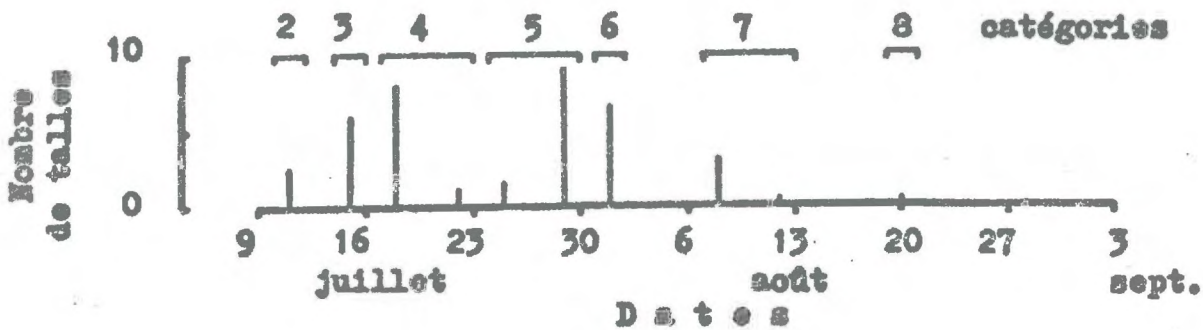 2 3 4 5 6 7 8 catégories
10
Nombre
de talles
0
9 16 23 30 6 13 20 27 3
juillet août sept.
Dates